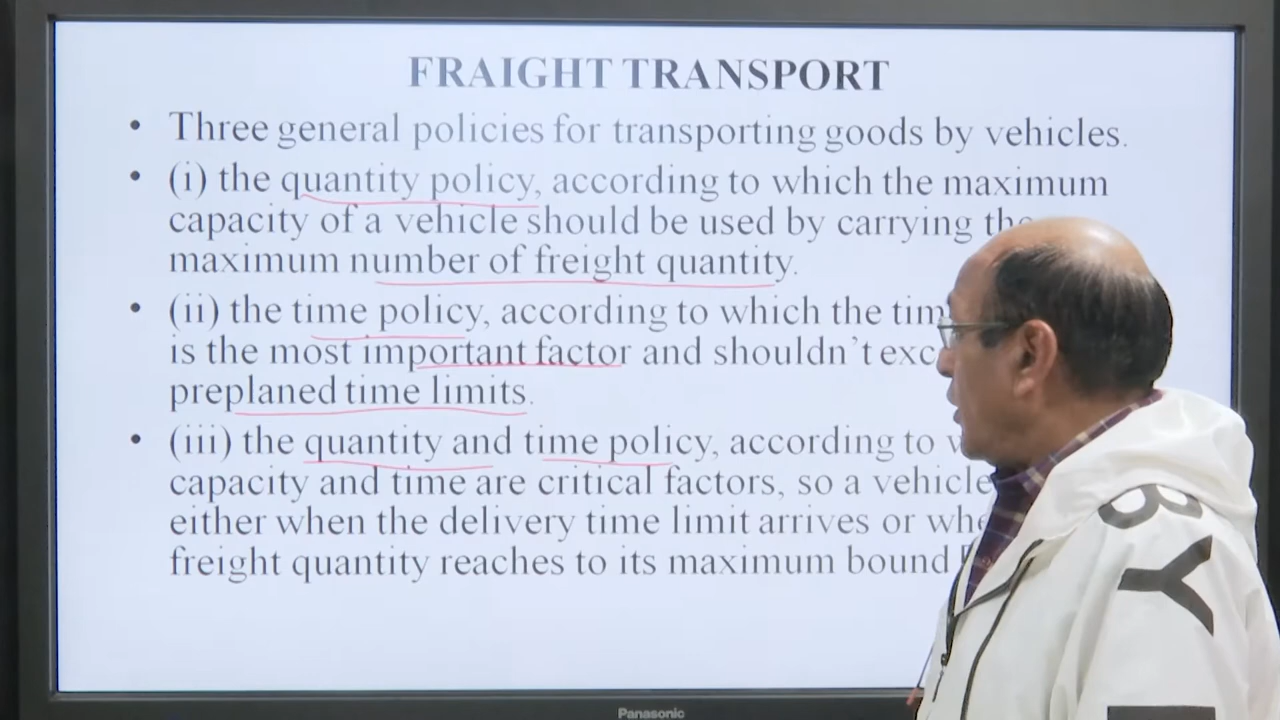 FRAIGHT TRANSPORT
• Three general policies for transporting goods by vehicles.
• (i) the quantity policy, according to which the maximum
capacity of a vehicle should be used by carrying the
maximum number of freight quantity.
• (ii) the time policy, according to which the
is the most important factor and shouldn't
preplaned time limits.
• (iii) the quantity and time policy, according to
capacity and time are critical factors, so a vehicle
either when the delivery time limit arrives or
freight quantity reaches to its maximum bound
BY
Panasonic